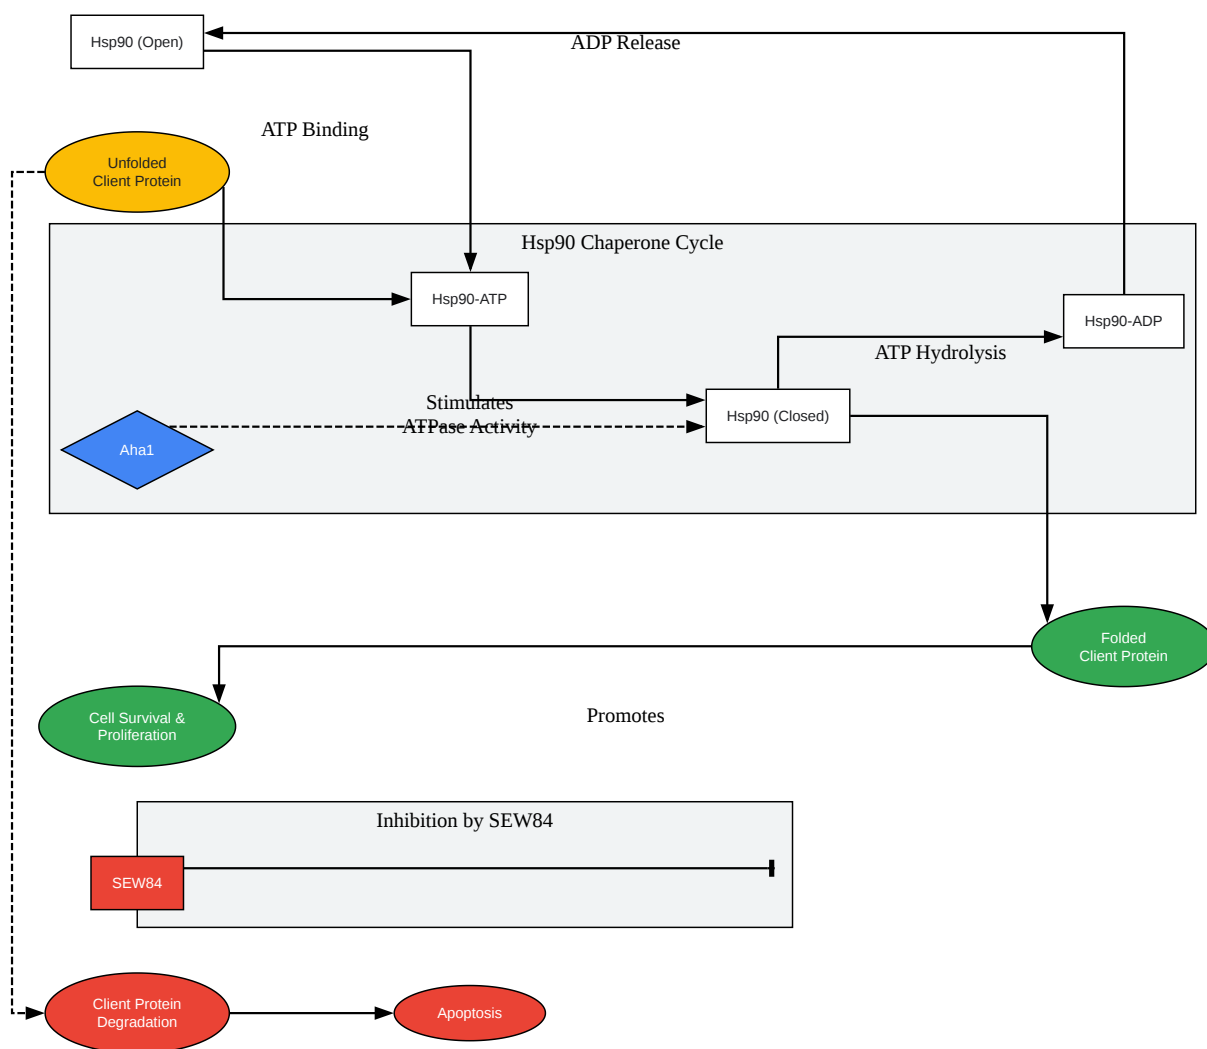 Hsp90 (Open)
ADP Release
ATP Binding
Unfolded
Client Protein
Hsp90 Chaperone Cycle
Hsp90-ATP
Hsp90-ADP
ATP Hydrolysis
Stimulates
ATPase Activity
Hsp90 (Closed)
Aha1
Folded
Client Protein
Cell Survival &
Proliferation
Promotes
Inhibition by SEW84
SEW84
Client Protein
Degradation
Apoptosis